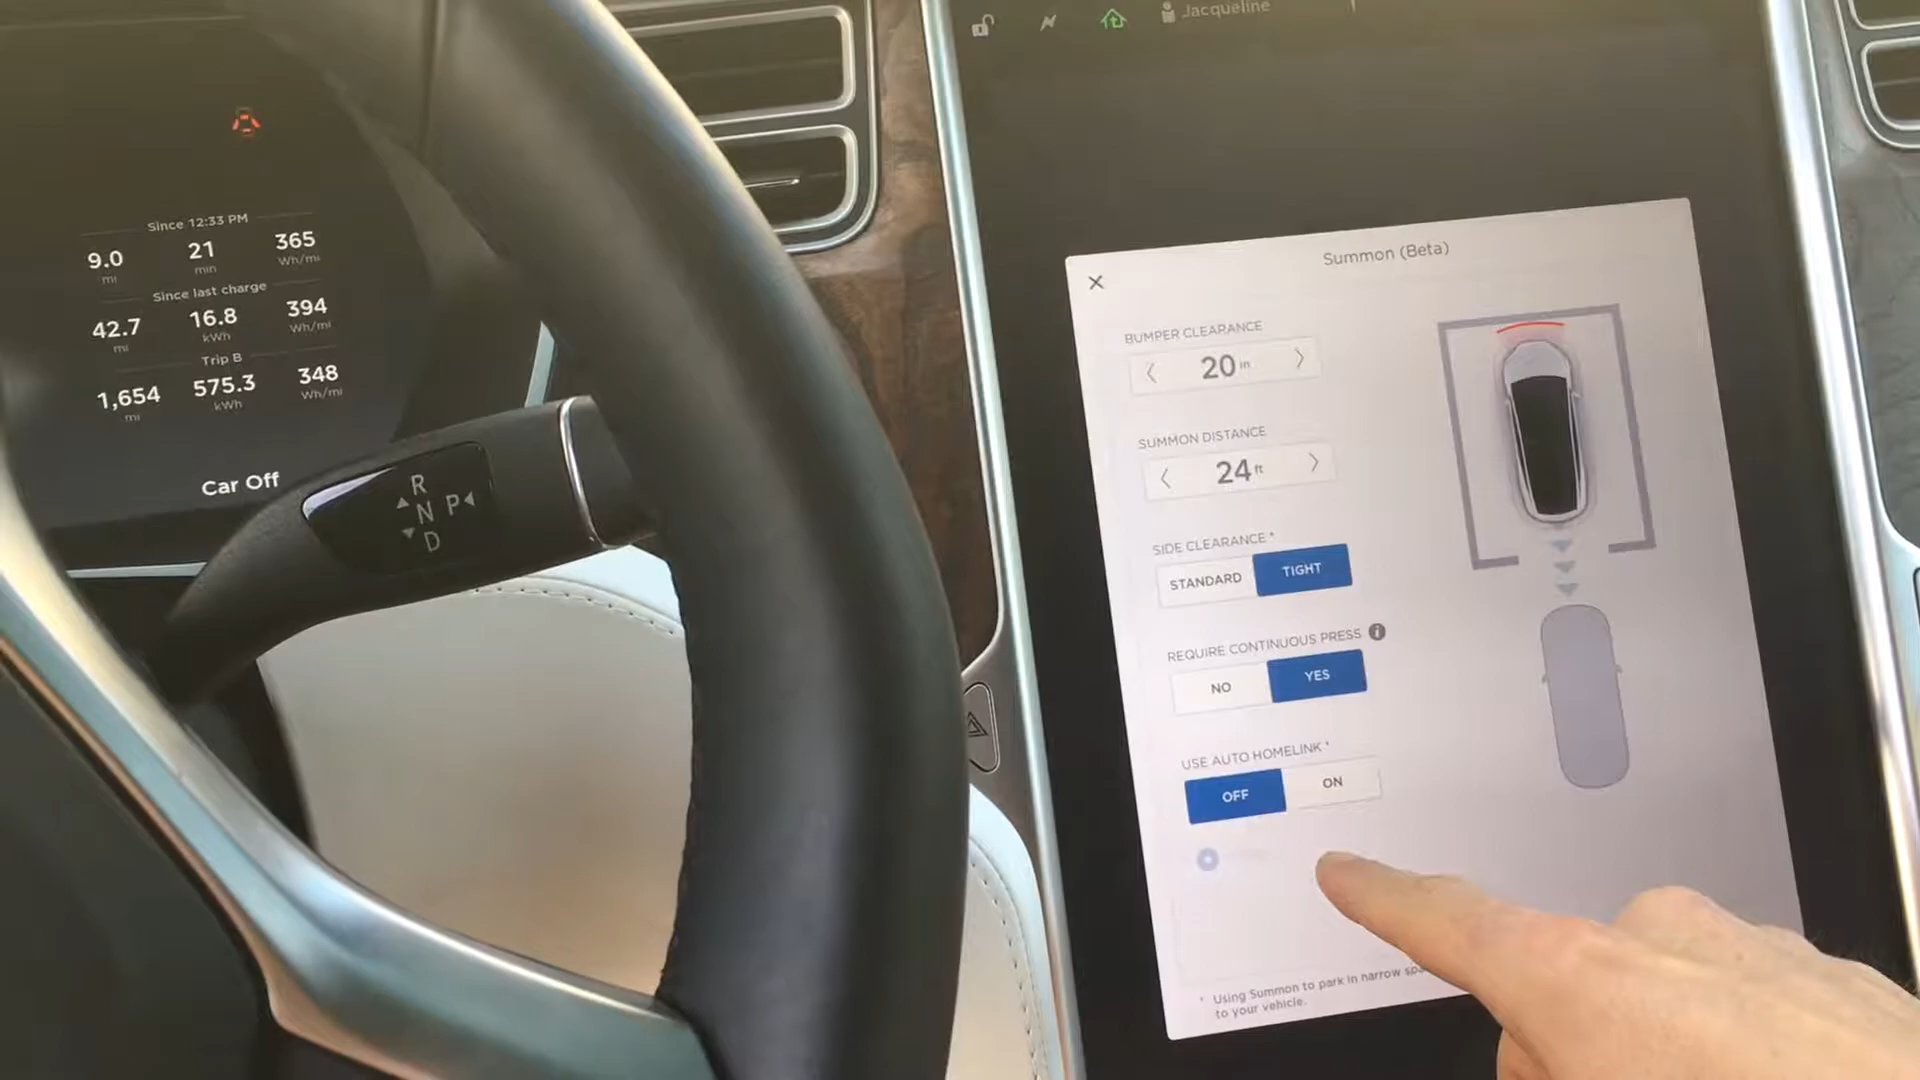 Jacqueline
Since 12:33 PM
9.0 21 365
mi min Wh/mi
Since last charge
42.7 16.8 394
mi kWh Wh/mi
Trip B
1,654 575.3 348
mi kWh Wh/mi
Car Off
R
N P
D
Summon (Beta)
BUMPER CLEARANCE
20 in
SUMMON DISTANCE
24 ft
SIDE CLEARANCE *
STANDARD TIGHT
REQUIRE CONTINUOUS PRESS i
NO YES
USE AUTO HOMELINK *
OFF ON
* Using Summon to park in narrow
to your vehicle.